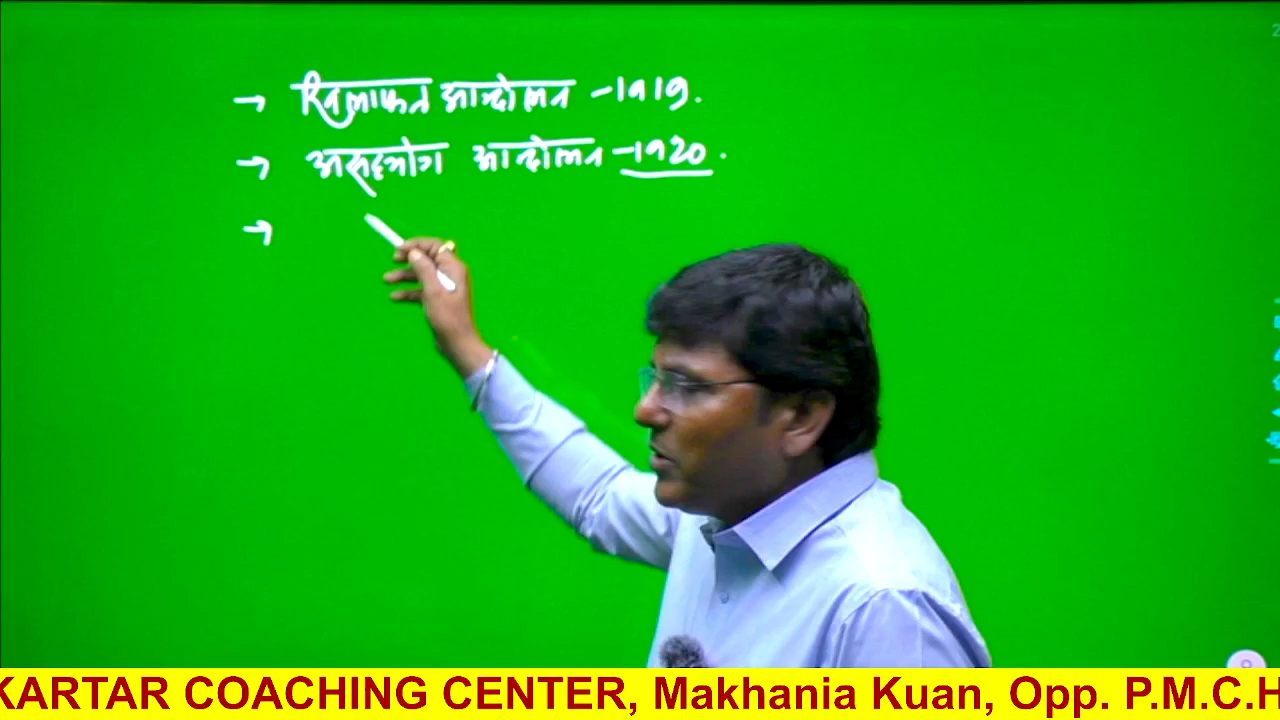 → खिलाफत आन्दोलन - 1919.
→ असहयोग आन्दोलन - 1920.
→
KARTAR COACHING CENTER, Makhania Kuan, Opp. P.M.C.H